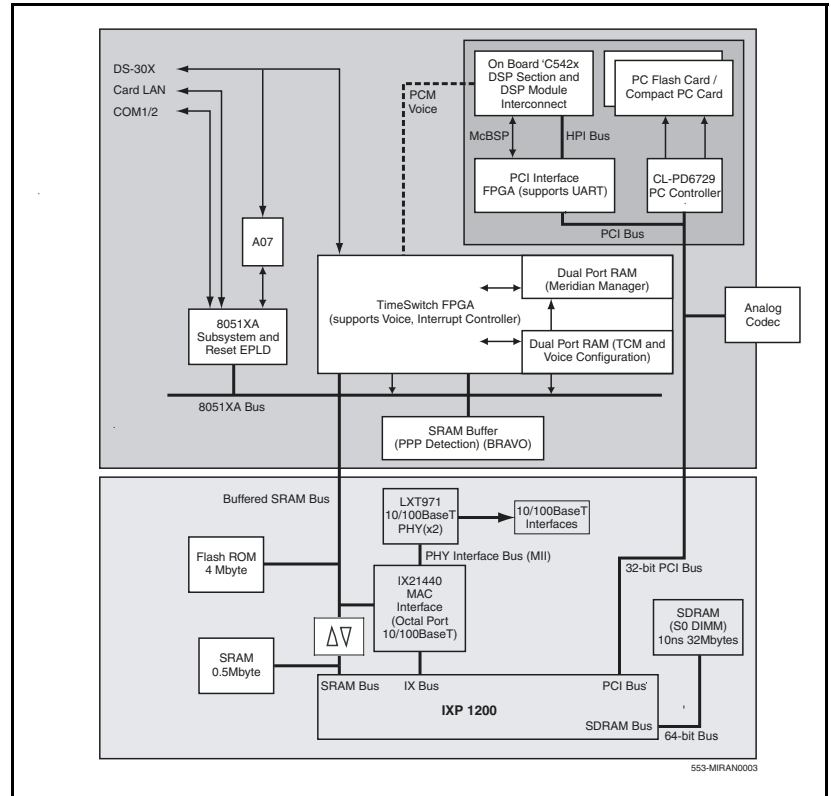 DS-30X
Card LAN
COM1/2
PCM
Voice
On Board 'C542x
DSP Section and
DSP Module
Interconnect
PC Flash Card /
Compact PC Card
McBSP
HPI Bus
PCI Interface
FPGA (supports UART)
CL-PD6729
PC Controller
PCI Bus
A07
TimeSwitch FPGA
(supports Voice, Interrupt Controller)
Dual Port RAM
(Meridian Manager)
Dual Port RAM (TCM and
Voice Configuration)
Analog
Codec
8051XA
Subsystem and
Reset EPLD
8051XA Bus
SRAM Buffer
(PPP Detection) (BRAVO)
Buffered SRAM Bus
LXT971
10/100BaseT
PHY(x2)
10/100BaseT
Interfaces
PHY Interface Bus (MII)
Flash ROM
4 Mbyte
IX21440
MAC
Interface
(Octal Port
10/100BaseT)
32-bit PCI Bus
SDRAM
(S0 DIMM)
10ns 32Mbytes
SRAM
0.5Mbyte
SRAM Bus
IX Bus
PCI Bus
IXP 1200
SDRAM Bus
64-bit Bus
553-MIRAN0003